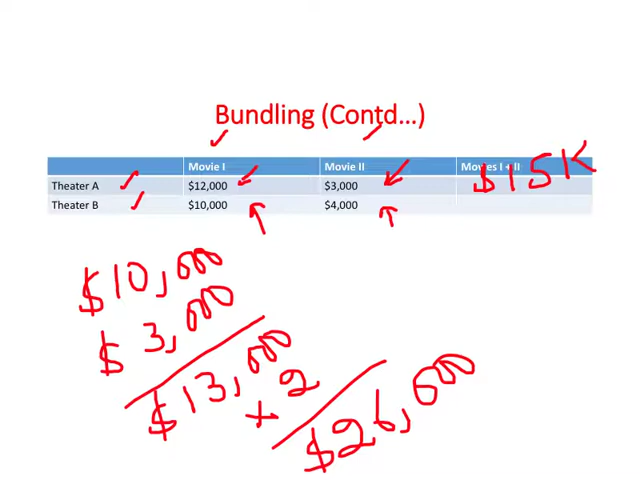 Bundling (Contd...)
Movie I Movie II Movies I + II
Theater A $12,000 $3,000 $15K
Theater B $10,000 $4,000
$10,000
$3,000
$13,000
x 2
$26,000